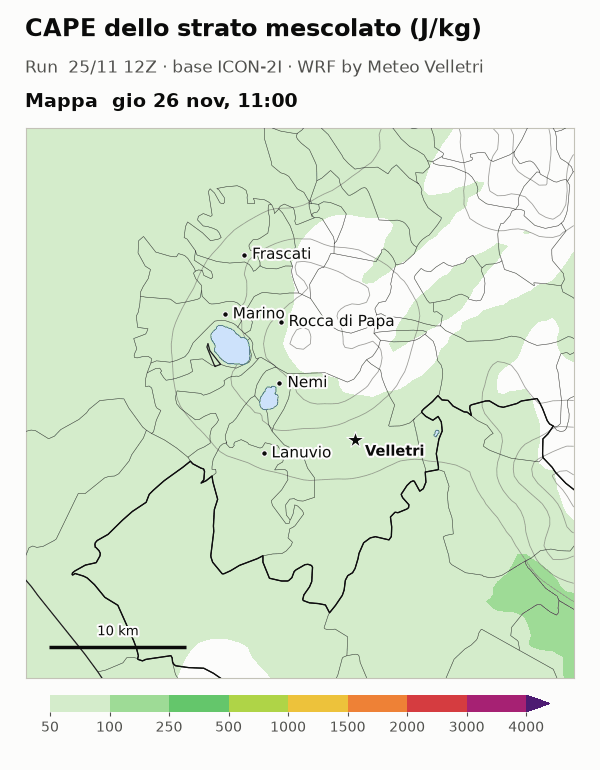 CAPE dello strato mescolato (J/kg)
Run  25/11 12Z · base ICON-2I · WRF by Meteo Velletri
Mappa  gio 26 nov, 11:00
Frascati
Marino
Rocca di Papa
Nemi
Velletri
Lanuvio
10 km
50 100 250 500 1000 1500 2000 3000 4000